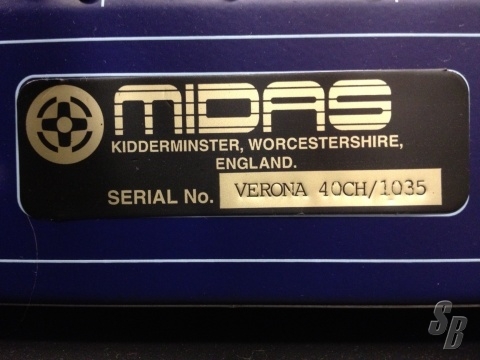 MIDAS
KIDDERMINSTER, WORCESTERSHIRE,
ENGLAND.
SERIAL No. VERONA 40CH/1035
SB